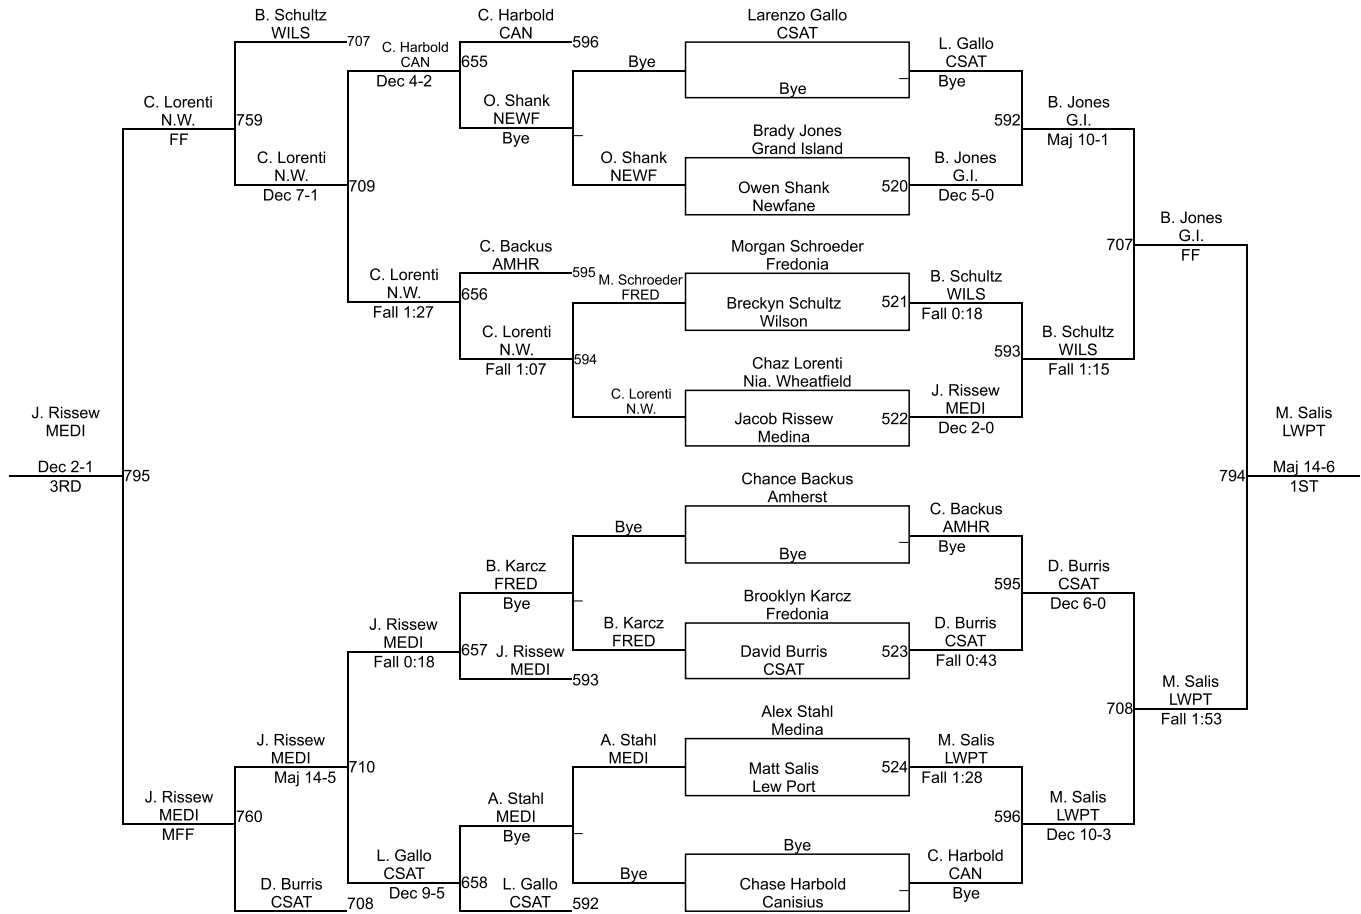 B. Schultz
WILS
707
C. Harbold
CAN
Dec 4-2
C. Harbold
CAN
596
655
Bye
Larenzo Gallo
CSAT
Bye
L. Gallo
CSAT
Bye
C. Lorenti
N.W.
FF
759
O. Shank
NEWF
Bye
592
B. Jones
G.I.
Maj 10-1
Brady Jones
Grand Island
C. Lorenti
N.W.
Dec 7-1
709
O. Shank
NEWF
Owen Shank
Newfane
520
B. Jones
G.I.
Dec 5-0
B. Jones
G.I.
FF
707
C. Lorenti
N.W.
Fall 1:27
C. Backus
AMHR
595
656
M. Schroeder
FRED
Morgan Schroeder
Fredonia
Breckyn Schultz
Wilson
521
B. Schultz
WILS
Fall 0:18
C. Lorenti
N.W.
Fall 1:07
594
593
B. Schultz
WILS
Fall 1:15
C. Lorenti
N.W.
Chaz Lorenti
Nia. Wheatfield
Jacob Rissew
Medina
522
J. Rissew
MEDI
Dec 2-0
J. Rissew
MEDI
Dec 2-1
3RD
795
794
M. Salis
LWPT
Maj 14-6
1ST
Bye
Chance Backus
Amherst
Bye
C. Backus
AMHR
Bye
B. Karcz
FRED
Bye
595
D. Burris
CSAT
Dec 6-0
J. Rissew
MEDI
Fall 0:18
657
J. Rissew
MEDI
593
B. Karcz
FRED
Brooklyn Karcz
Fredonia
David Burris
CSAT
523
D. Burris
CSAT
Fall 0:43
708
M. Salis
LWPT
Fall 1:53
J. Rissew
MEDI
Maj 14-5
710
A. Stahl
MEDI
Alex Stahl
Medina
Matt Salis
Lew Port
524
M. Salis
LWPT
Fall 1:28
J. Rissew
MEDI
MFF
760
A. Stahl
MEDI
Bye
596
M. Salis
LWPT
Dec 10-3
D. Burris
CSAT
708
L. Gallo
CSAT
Dec 9-5
658
L. Gallo
CSAT
592
Bye
Bye
Chase Harbold
Canisius
C. Harbold
CAN
Bye